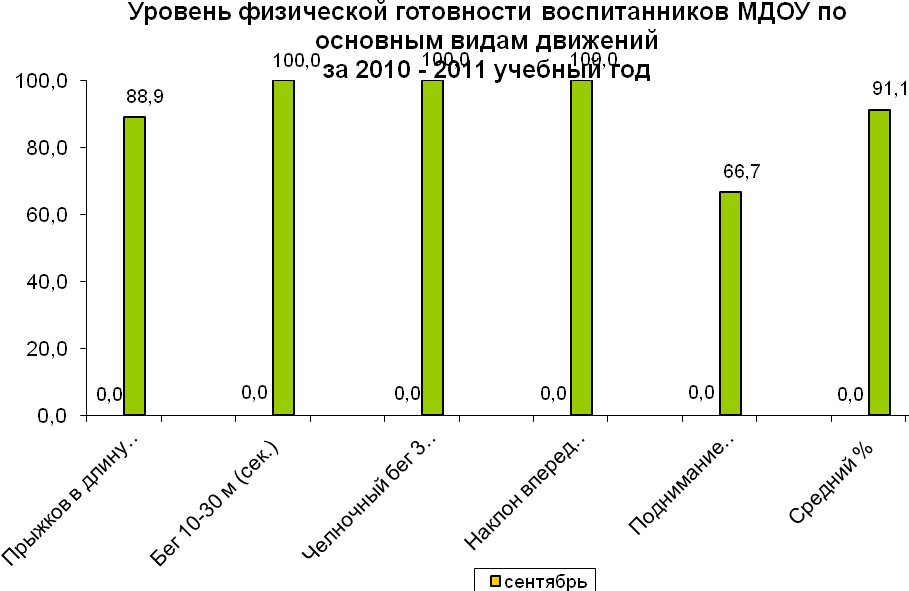 Уровень физической готовности воспитанников МДОУ по
основным видам движений
за 2010 - 2011 учебный год
100,0
100,0
100,0
100,0
88,9
91,1
80,0
66,7
60,0
40,0
20,0
0,0
0,0
0,0
0,0
0,0
0,0
0,0
Прыжков в длину...
Бег 10-30 м (сек.)
Челночный бег 3...
Наклон вперед...
Поднимание...
Средний %
сентябрь